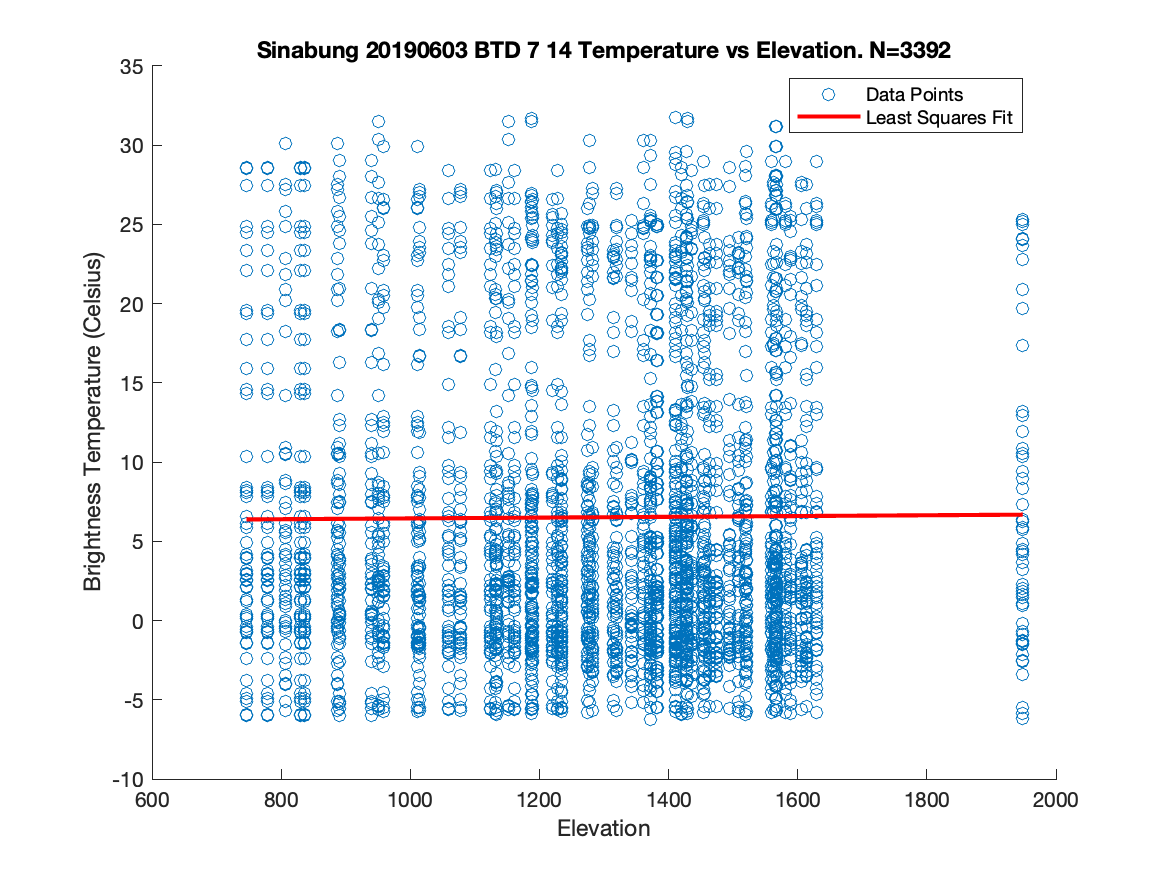 Sinabung 20190603 BTD 7 14 Temperature vs Elevation. N=3392
Data Points
Least Squares Fit
Brightness Temperature (Celsius)
35
30
25
20
15
10
5
0
-5
-10
600 800 1000 1200 1400 1600 1800 2000
Elevation